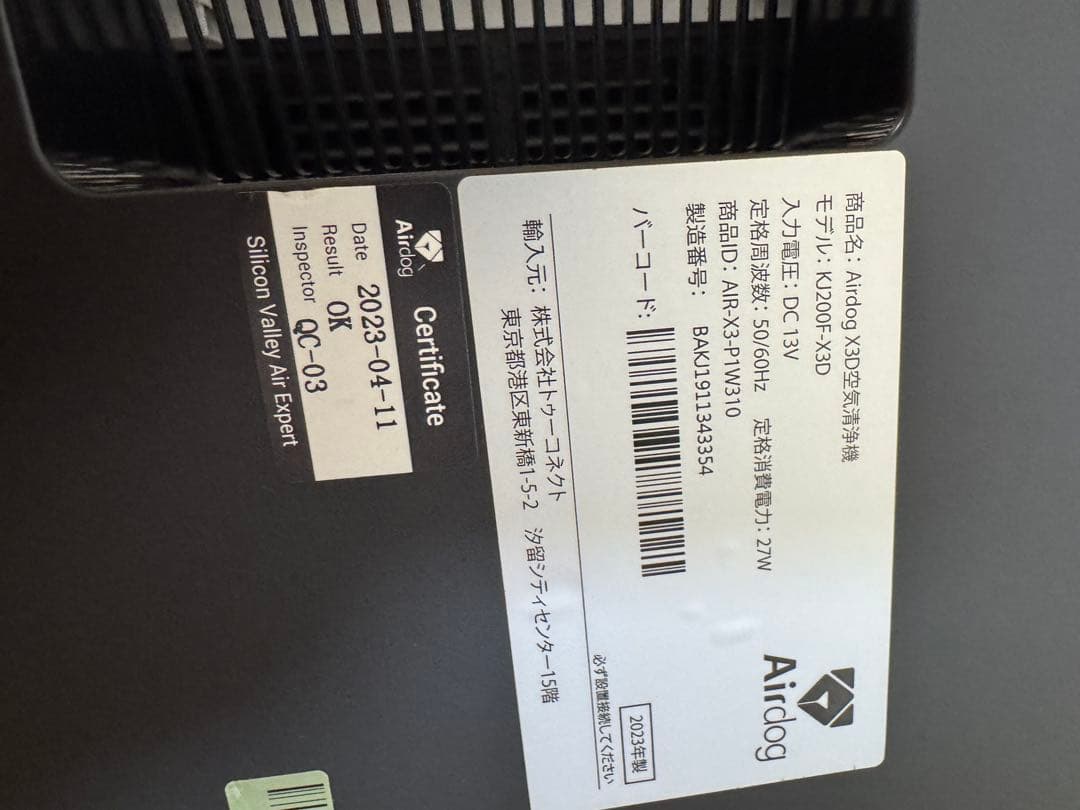 商品名：Airdog X3D空気清浄機
モデル：KJ200F-X3D
入力電圧：DC 13V
定格周波数：50/60Hz 定格消費電力：27W
商品ID：AIR-X3-P1W310
製造番号： BAKJ1911343354
バーコード：
Airdog
2023年製
必ず設置接続してください
輸入元： 株式会社トゥーコネクト
東京都港区東新橋1-5-2 汐留シティセンター15階
Airdog
Certificate
Date 2023-04-11
Result OK
Inspector QC-03
Silicon Valley Air Expert